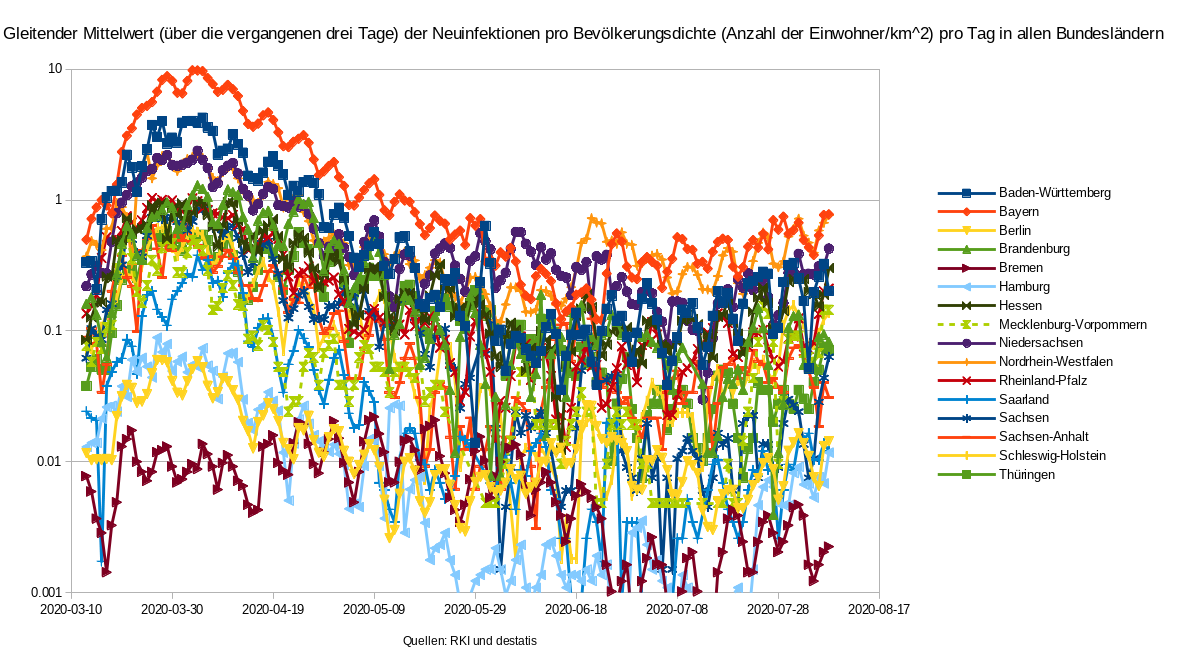 Gleitender Mittelwert (über die vergangenen drei Tage) der Neuinfektionen pro Bevölkerungsdichte (Anzahl der Einwohner/km^2) pro Tag in allen Bundesländern
10
1
0.1
0.01
0.001
2020-03-10 2020-03-30 2020-04-19 2020-05-09 2020-05-29 2020-06-18 2020-07-08 2020-07-28 2020-08-17
Quellen: RKI und destatis
Baden-Württemberg
Bayern
Berlin
Brandenburg
Bremen
Hamburg
Hessen
Mecklenburg-Vorpommern
Niedersachsen
Nordrhein-Westfalen
Rheinland-Pfalz
Saarland
Sachsen
Sachsen-Anhalt
Schleswig-Holstein
Thüringen